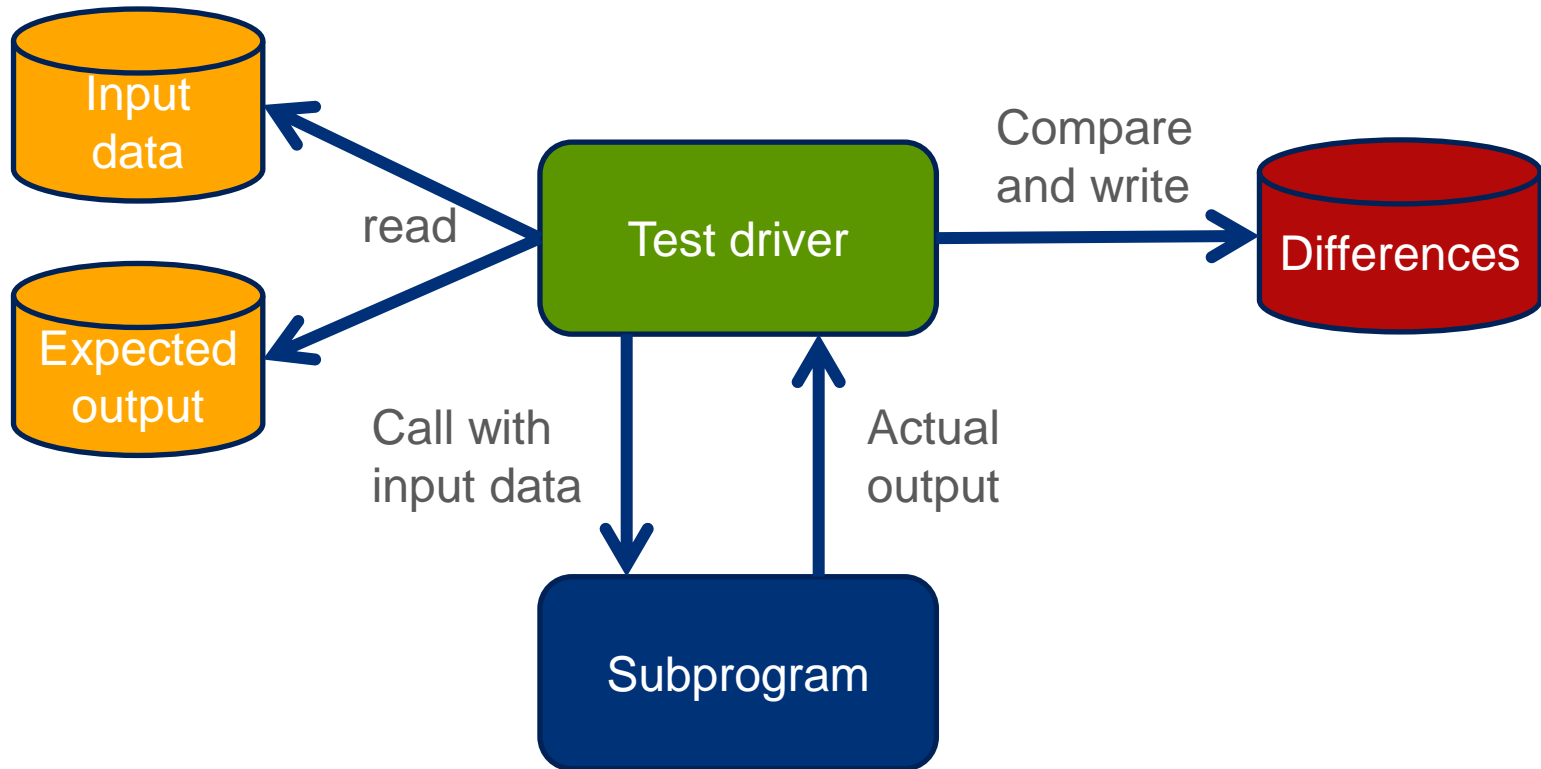 Input
data
read
Expected
output
Test driver
Compare
and write
Differences
Call with
input data
Actual
output
Subprogram